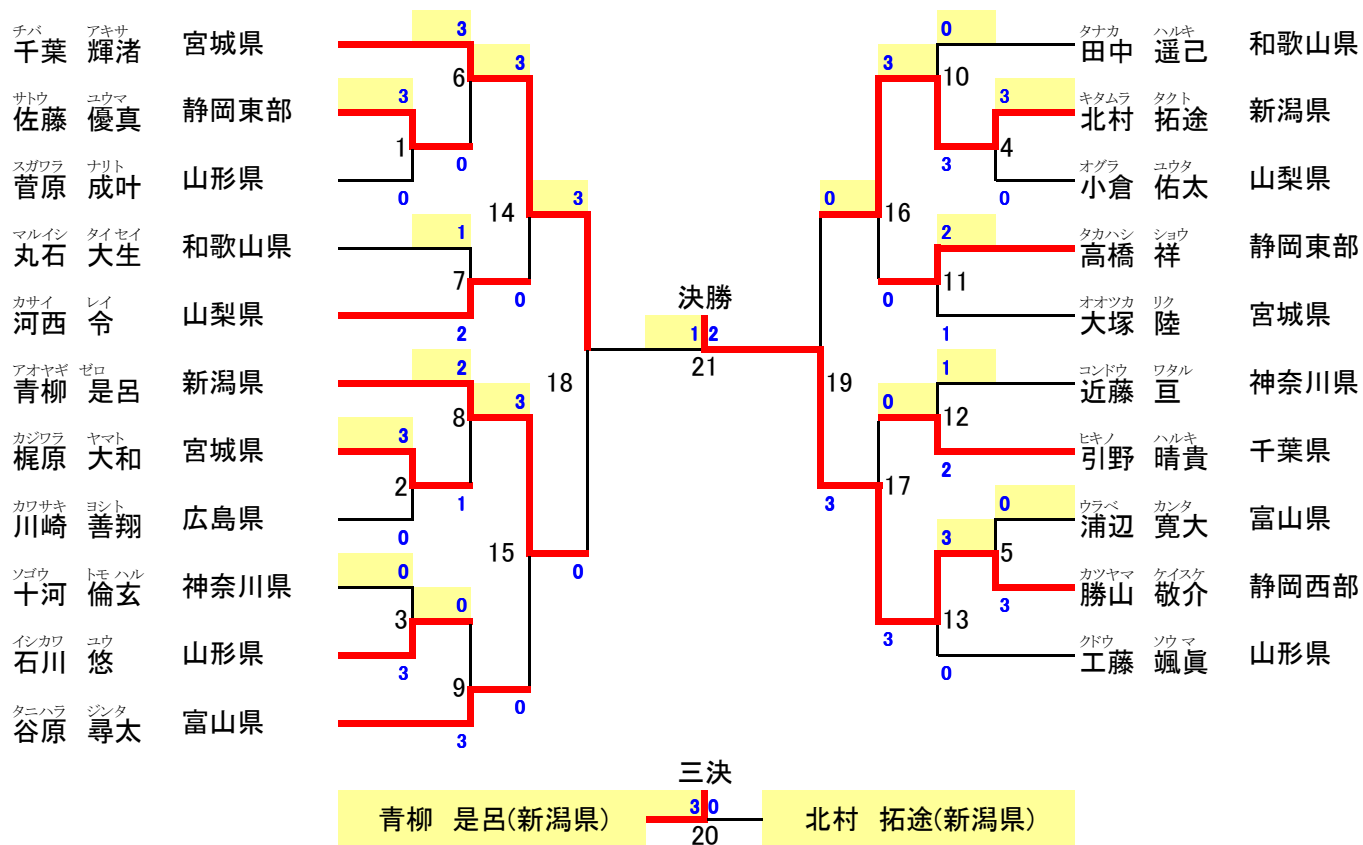 チバ アキサ
千葉 輝渚 宮城県
3
6
3
サトウ ユウマ
佐藤 優真 静岡東部
3
1
0
スガワラ ナリト
菅原 成叶 山形県
0
14
3
マルイシ タイセイ
丸石 大生 和歌山県
1
7
0
カサイ レイ
河西 令 山梨県
2
18
アオヤギ ゼロ
青柳 是呂 新潟県
2
8
3
カジワラ ヤマト
梶原 大和 宮城県
3
2
1
カワサキ ヨシト
川崎 善翔 広島県
0
15
0
ソゴウ トモハル
十河 倫玄 神奈川県
0
3
0
イシカワ ユウ
石川 悠 山形県
3
9
0
タニハラ ジンタ
谷原 尋太 富山県
3
決勝
1 2
21
タナカ ハルキ
田中 遥己 和歌山県
0
3
10
キタムラ タクト
北村 拓途 新潟県
3
4
3
オグラ ユウタ
小倉 佑太 山梨県
0
0
16
タカハシ ショウ
高橋 祥 静岡東部
2
11
0
オオツカ リク
大塚 陸 宮城県
1
19
コンドウ ワタル
近藤 亘 神奈川県
1
0
12
ヒキノ ハルキ
引野 晴貴 千葉県
2
17
3
ウラベ カンタ
浦辺 寛大 富山県
0
3
5
カツヤマ ケイスケ
勝山 敬介 静岡西部
3
13
3
クドウ ソウマ
工藤 颯眞 山形県
0
三決
青柳 是呂(新潟県) 3 0 北村 拓途(新潟県)
20